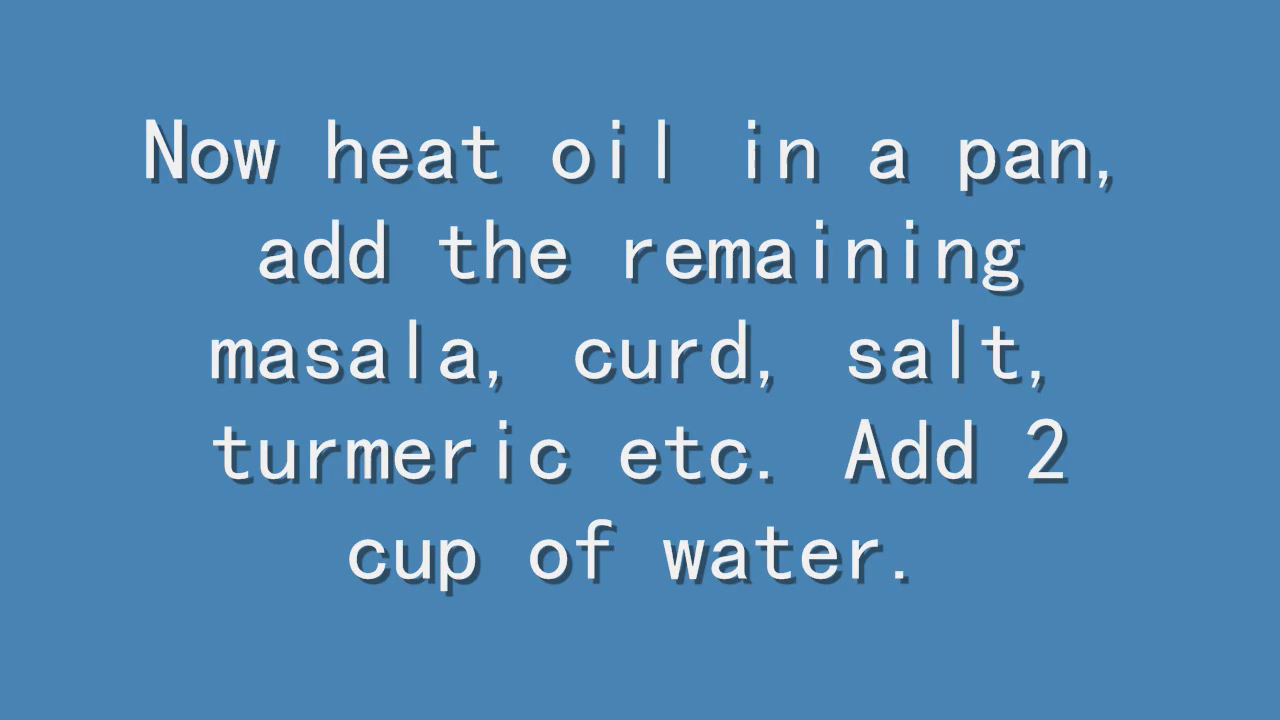 Now heat oil in a pan,
add the remaining
masala, curd, salt,
turmeric etc. Add 2
cup of water.